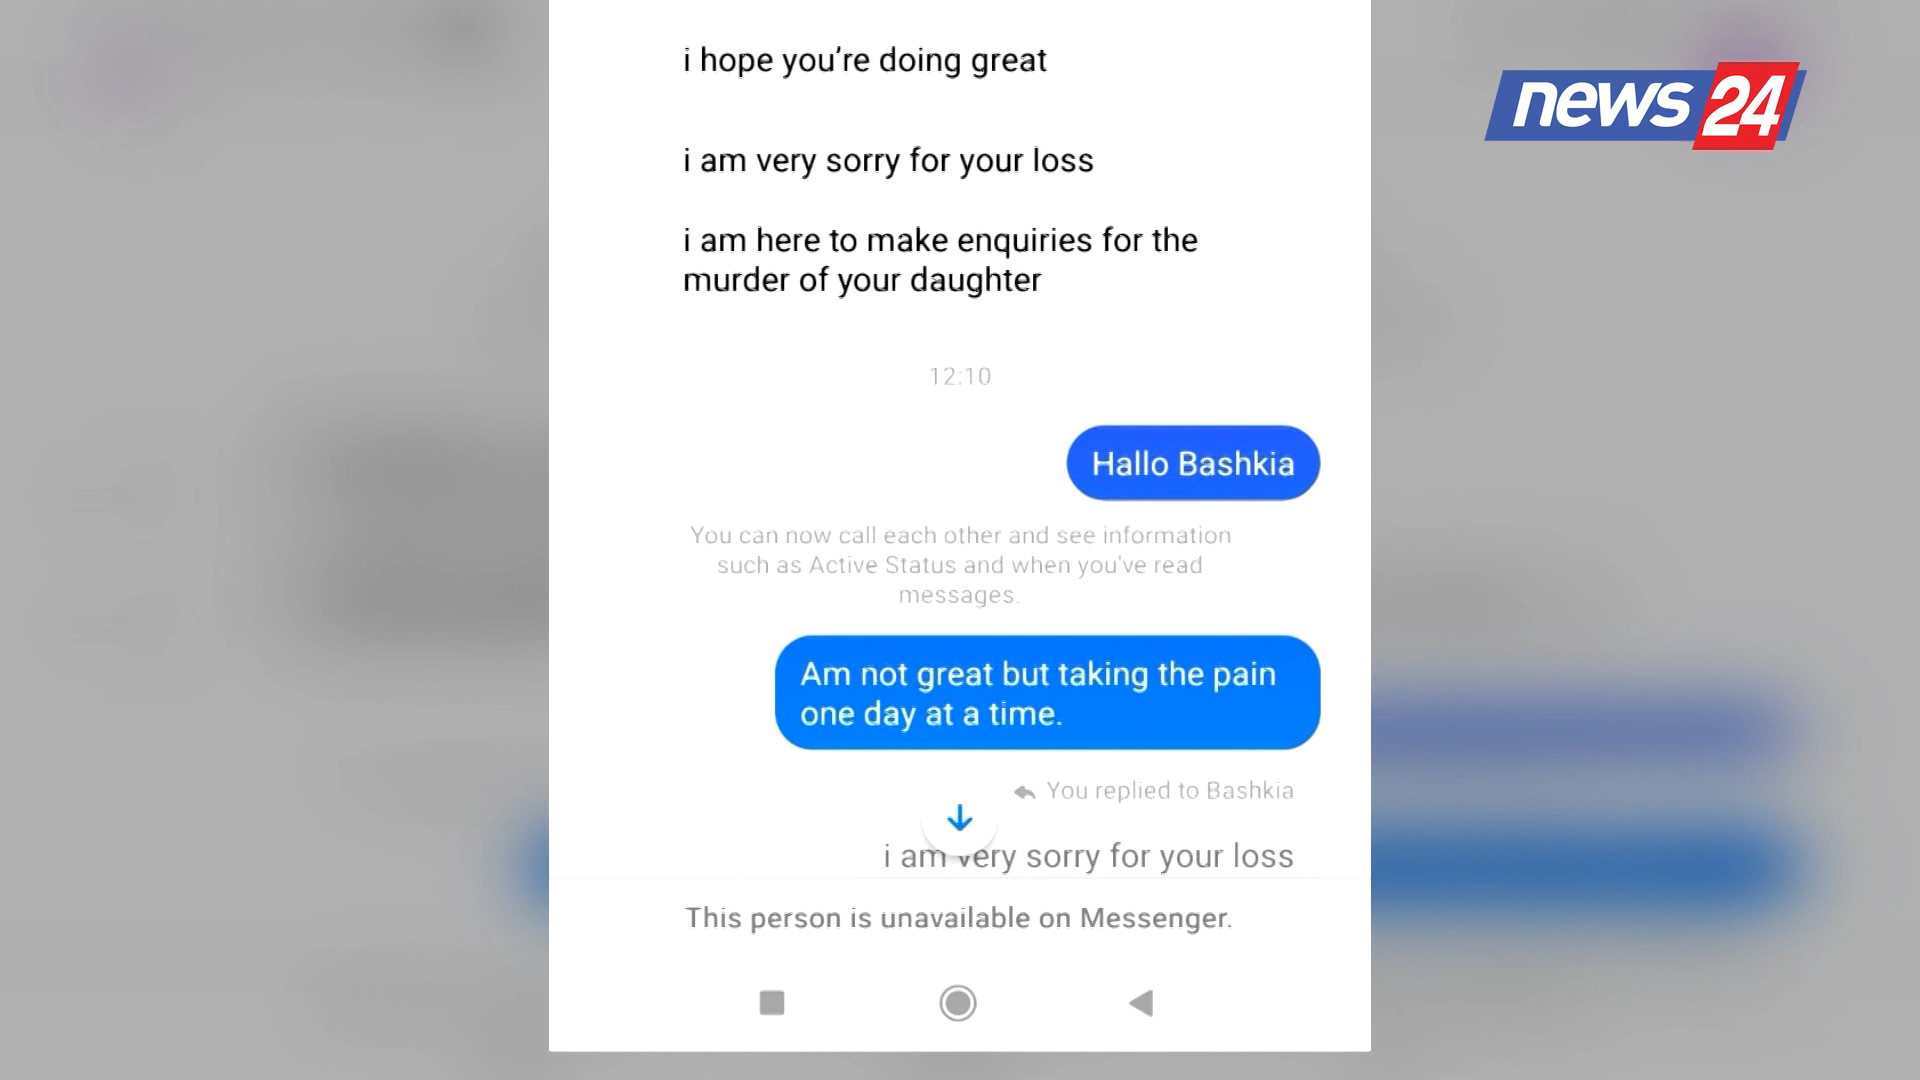 i hope you’re doing great
news 24
i am very sorry for your loss
i am here to make enquiries for the
murder of your daughter
12:10
Hallo Bashkia
You can now call each other and see information
such as Active Status and when you've read
messages.
Am not great but taking the pain
one day at a time.
You replied to Bashkia
i am very sorry for your loss
This person is unavailable on Messenger.